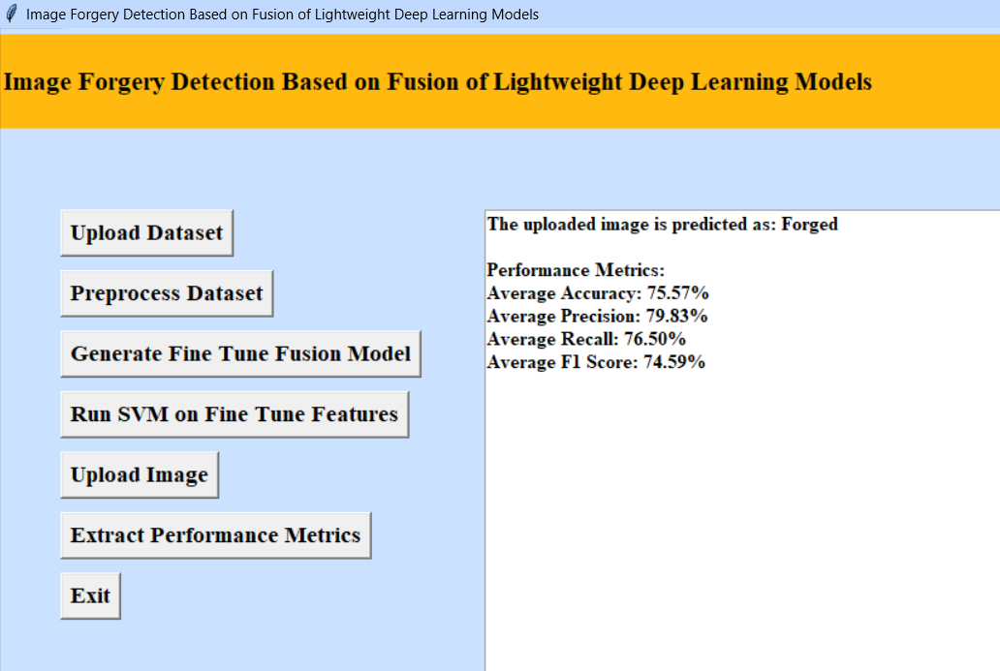 Image Forgery Detection Based on Fusion of Lightweight Deep Learning Models
Image Forgery Detection Based on Fusion of Lightweight Deep Learning Models
Upload Dataset
Preprocess Dataset
Generate Fine Tune Fusion Model
Run SVM on Fine Tune Features
Upload Image
Extract Performance Metrics
Exit
The uploaded image is predicted as: Forged
Performance Metrics:
Average Accuracy: 75.57%
Average Precision: 79.83%
Average Recall: 76.50%
Average F1 Score: 74.59%